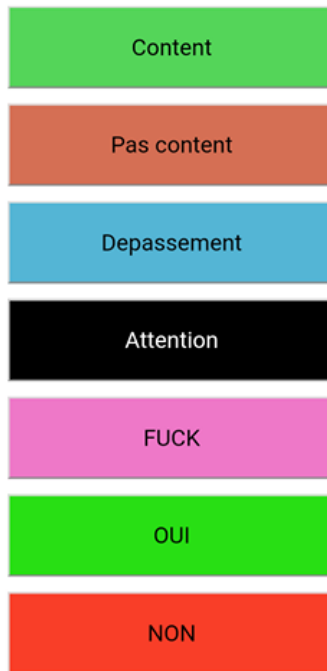 Content
Pas content
Depassement
Attention
FUCK
OUI
NON